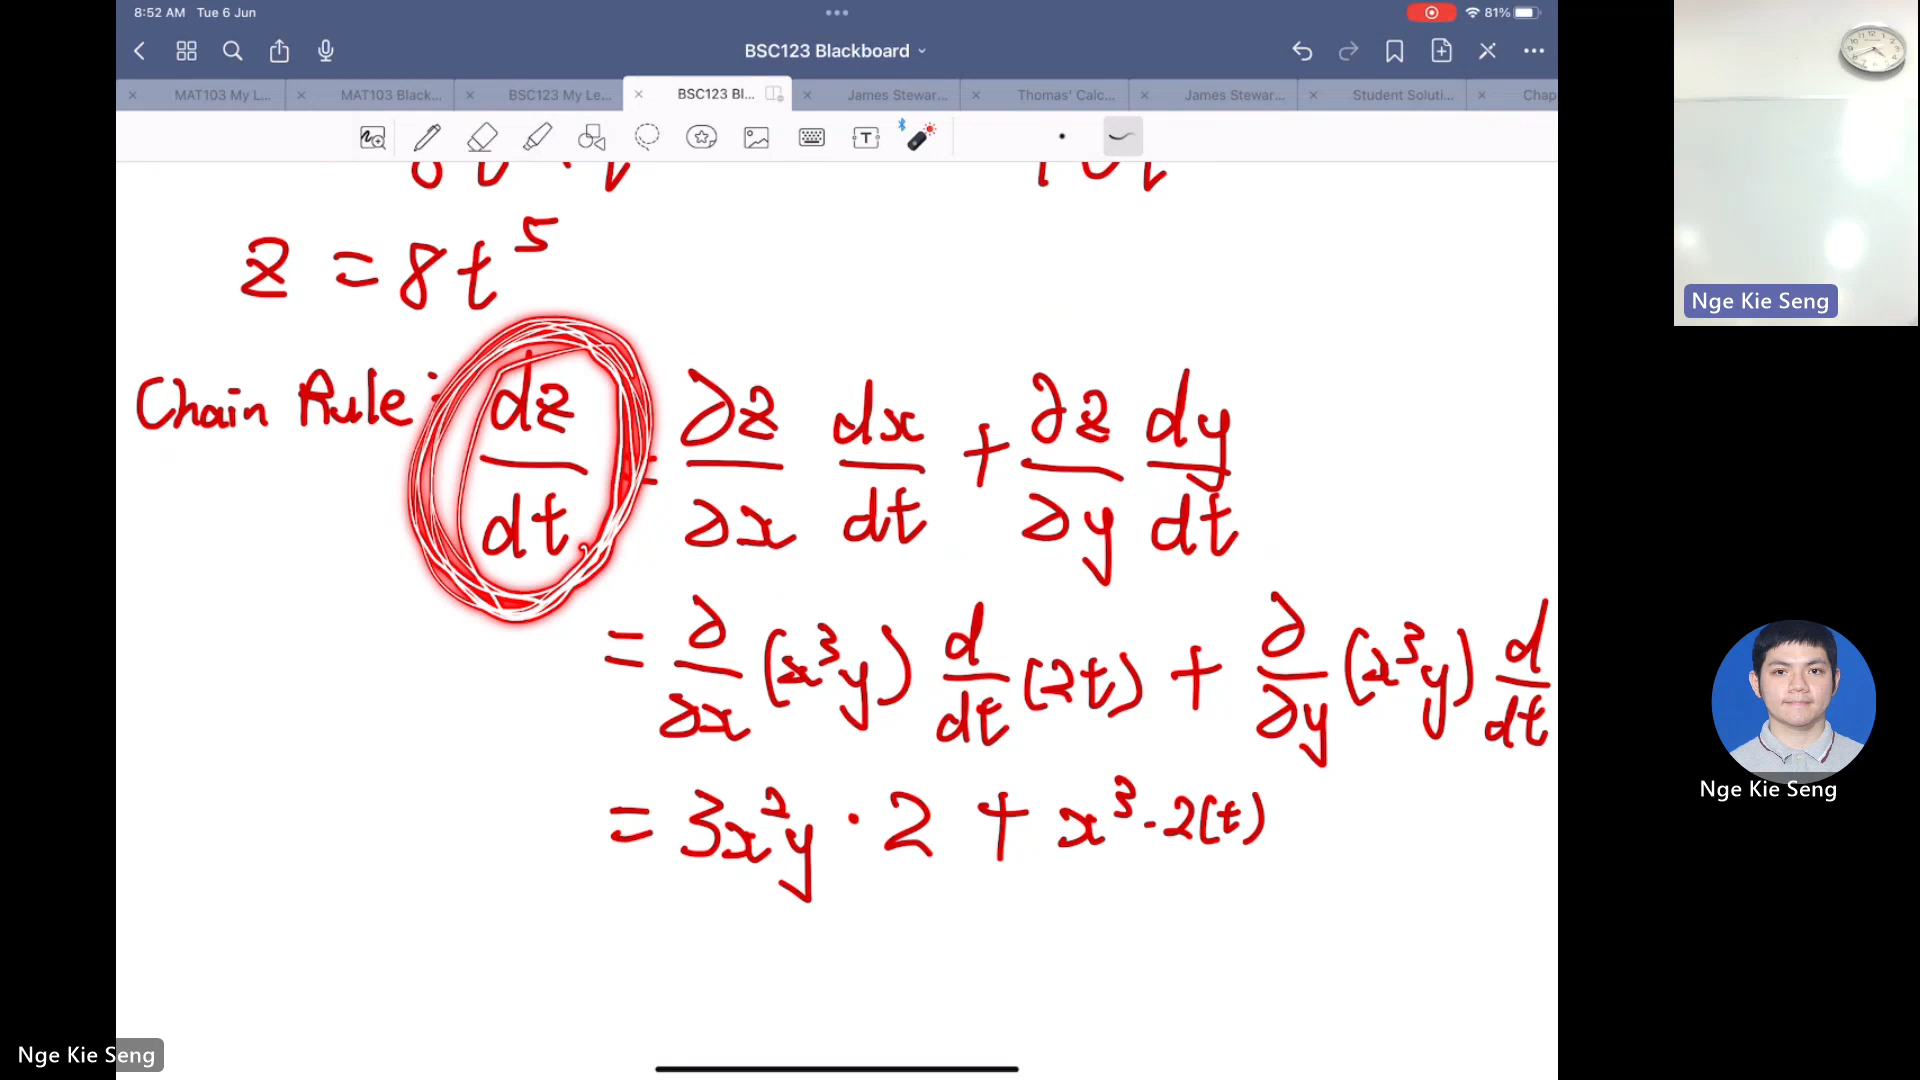 8:52 AM Tue 6 Jun
81%
BSC123 Blackboard
MAT103 My L...
MAT103 Black...
BSC123 My Le...
BSC123 Bl...
James Stewar...
Thomas' Calc...
James Stewar...
Student Soluti...
Chap
z = 8t^5
Chain Rule: dz/dt = ∂z/∂x dx/dt + ∂z/∂y dy/dt
= ∂/∂x (x^3y) d/dt (2t) + ∂/∂y (x^3y) d/dt
= 3x^2y · 2 + x^3 · 2(t)
Nge Kie Seng
Nge Kie Seng
Nge Kie Seng